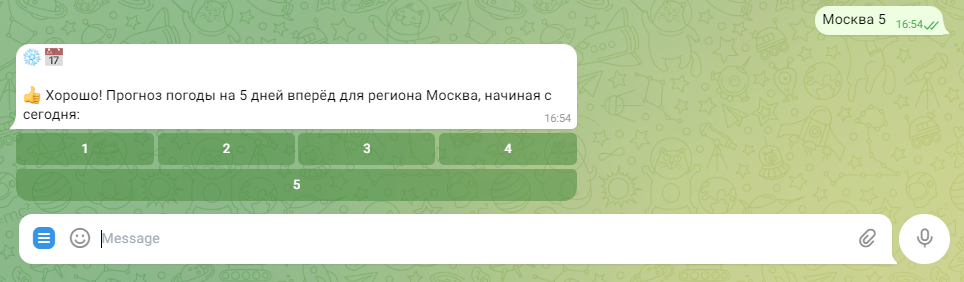 Москва 5 16:54
17
Хорошо! Прогноз погоды на 5 дней вперёд для региона Москва, начиная с
сегодня:
16:54
1 2 3 4
5
Message